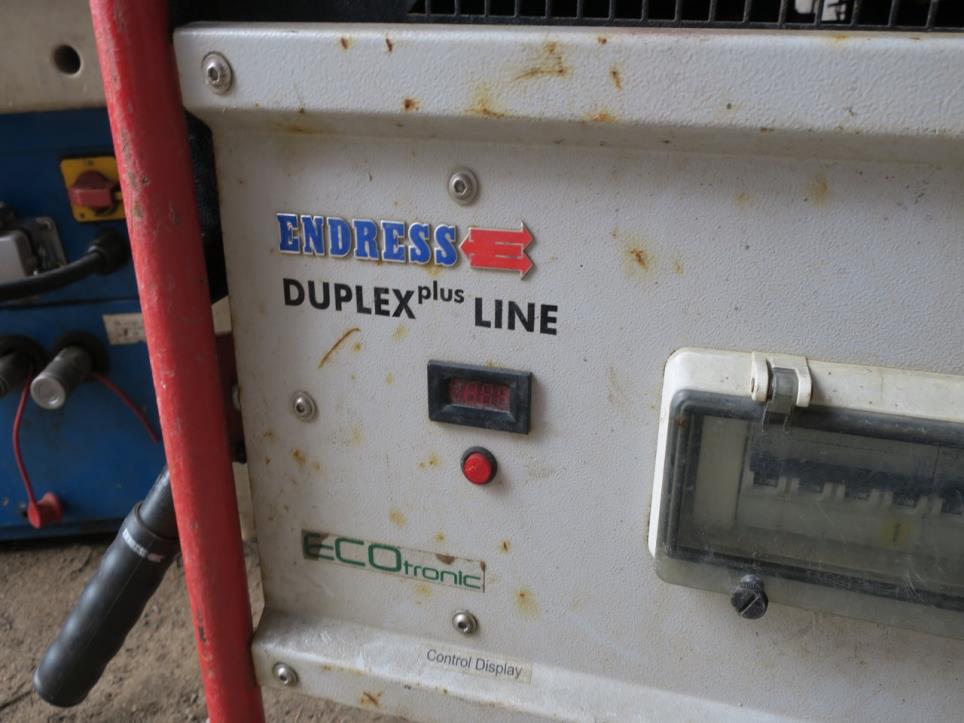 ENDRESS
DUPLEXplus LINE
ECOtronic
Control Display